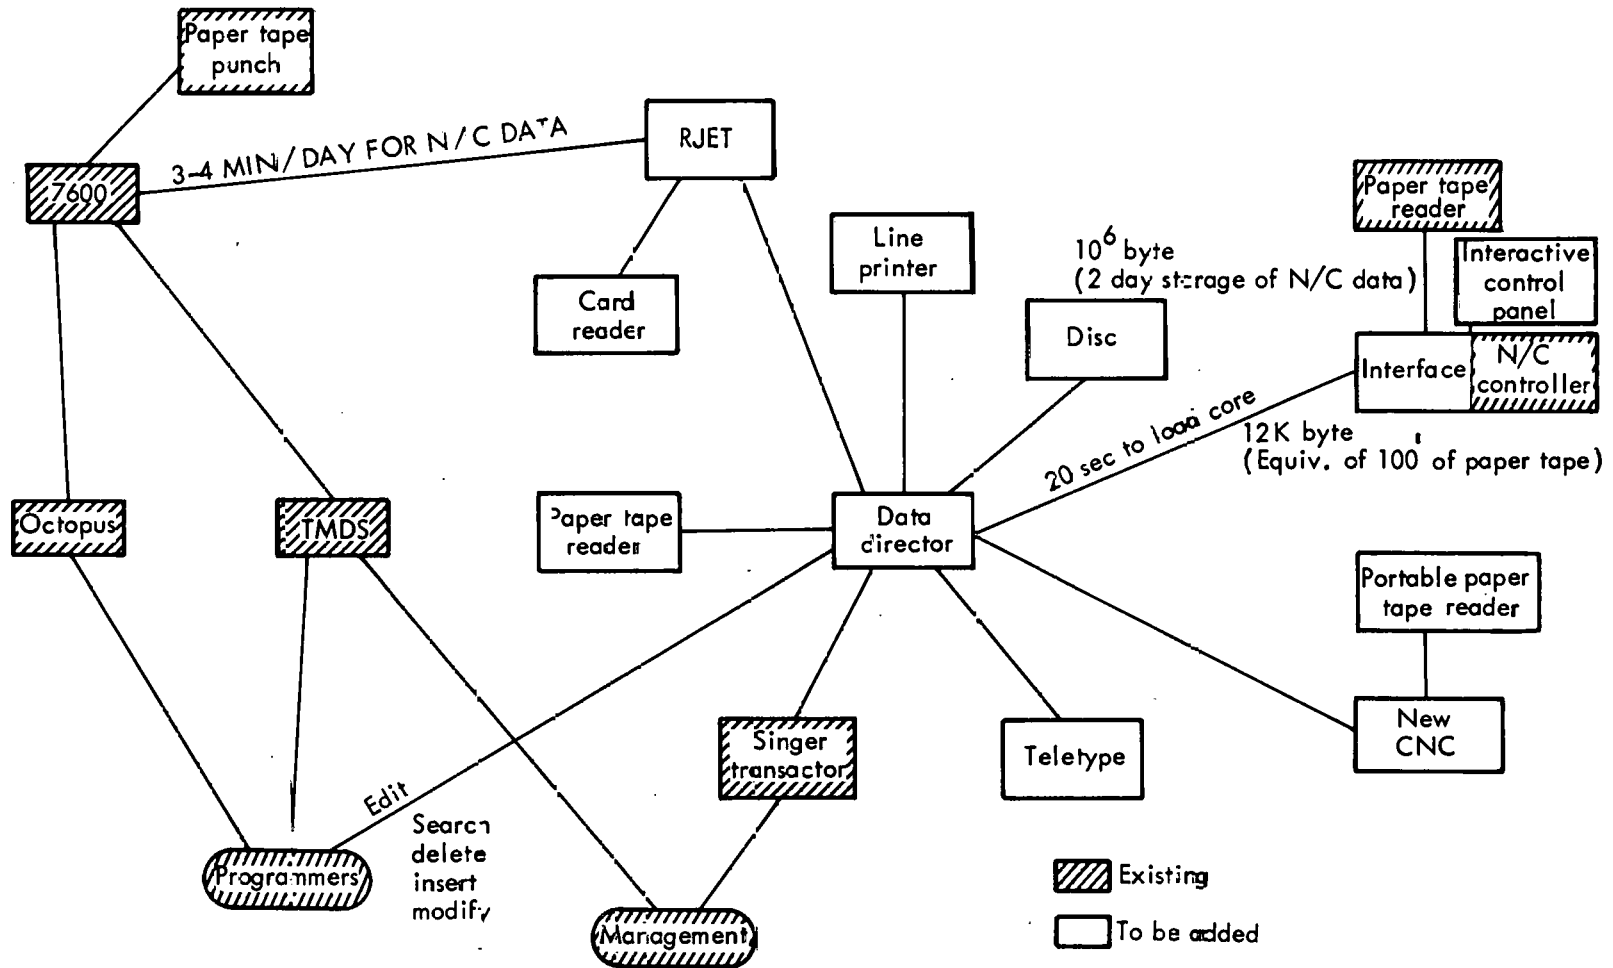 Paper tape
punch
3-4 MIN/DAY FOR N/C DATA
RJET
7600
Paper tape
reader
Line
printer
10⁶ byte
(2 day storage of N/C data)
Interactive
control
panel
Card
reader
Disc
Interface
N/C
controller
20 sec to load core
12K byte
(Equiv. of 100' of paper tape)
Octopus
TMDS
Paper tape
reader
Data
director
Portable paper
tape reader
New
CNC
Singer
transactor
Teletype
Edit
Search
delete
insert
modify
Programmers
Management
Existing
To be added